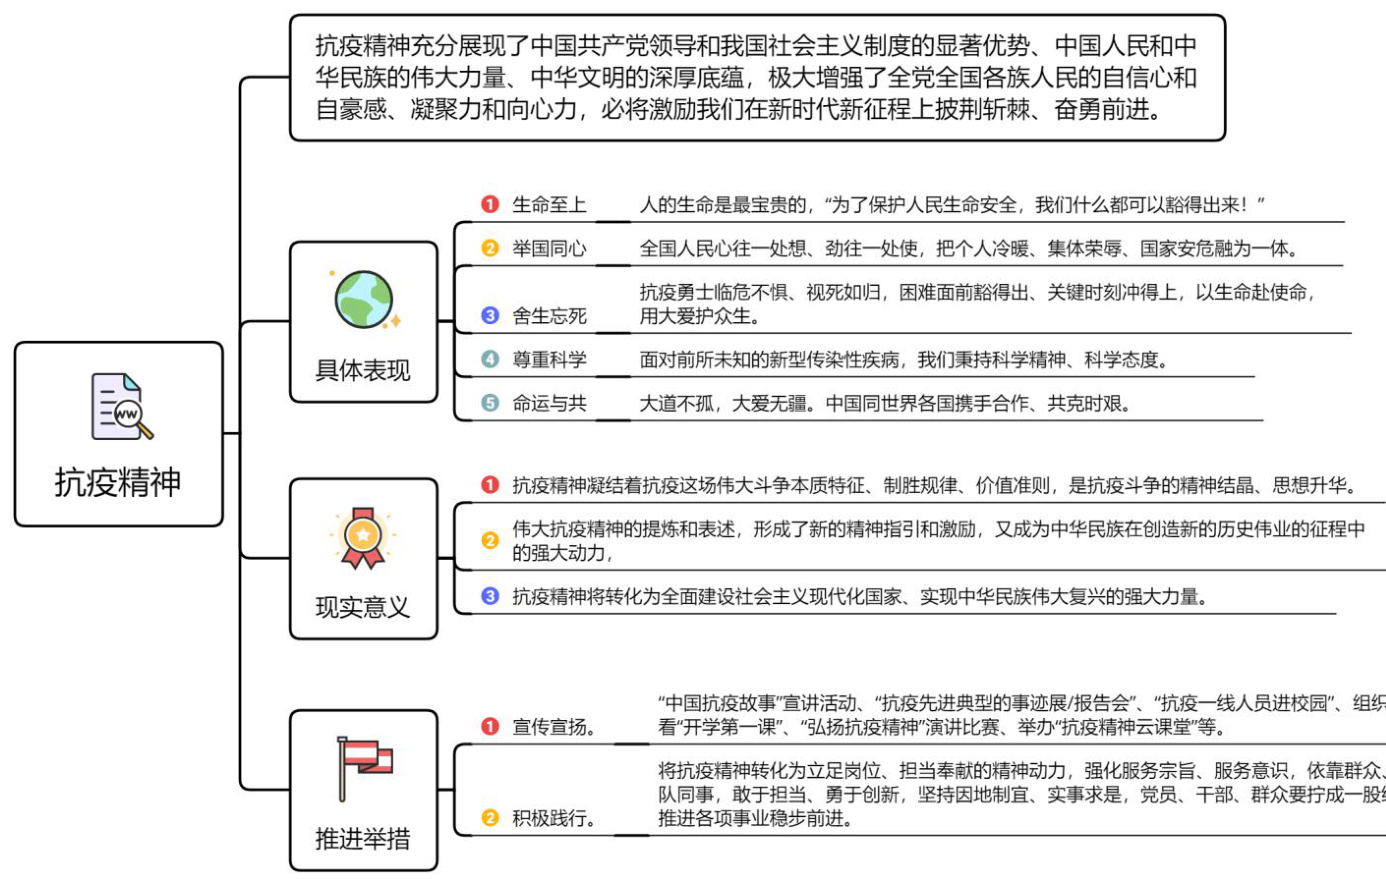 抗疫精神充分展现了中国共产党领导和我国社会主义制度的显著优势、中国人民和中
华民族的伟大力量、中华文明的深厚底蕴，极大增强了全党全国各族人民的自信心和
自豪感、凝聚力和向心力，必将激励我们在新时代新征程上披荆斩棘、奋勇前进。
抗疫精神
具体表现
1 生命至上 人的生命是最宝贵的，“为了保护人民生命安全，我们什么都可以豁得出来！”
2 举国同心 全国人民心往一处想、劲往一处使，把个人冷暖、集体荣辱、国家安危融为一体。
3 舍生忘死 抗疫勇士临危不惧、视死如归，困难面前豁得出、关键时刻冲得上，以生命赴使命，
用大爱护众生。
4 尊重科学 面对前所未知的新型传染性疾病，我们秉持科学精神、科学态度。
5 命运与共 大道不孤，大爱无疆。中国同世界各国携手合作、共克时艰。
现实意义
1 抗疫精神凝结着抗疫这场伟大斗争本质特征、制胜规律、价值准则，是抗疫斗争的精神结晶、思想升华。
2 伟大抗疫精神的提炼和表述，形成了新的精神指引和激励，又成为中华民族在创造新的历史伟业的征程中
的强大动力，
3 抗疫精神将转化为全面建设社会主义现代化国家、实现中华民族伟大复兴的强大力量。
推进举措
1 宣传宣扬。 “中国抗疫故事”宣讲活动、“抗疫先进典型的事迹展/报告会”、“抗疫一线人员进校园”、组织
看“开学第一课”、“弘扬抗疫精神”演讲比赛、举办“抗疫精神云课堂”等。
2 积极践行。 将抗疫精神转化为立足岗位、担当奉献的精神动力，强化服务宗旨、服务意识，依靠群众、
队同事，敢于担当、勇于创新，坚持因地制宜、实事求是，党员、干部、群众要拧成一股
推进各项事业稳步前进。